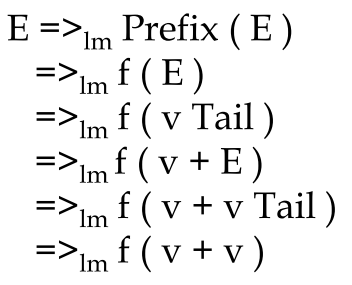 E =>lm Prefix ( E )
=>lm f ( E )
=>lm f ( v Tail )
=>lm f ( v + E )
=>lm f ( v + v Tail )
=>lm f ( v + v )